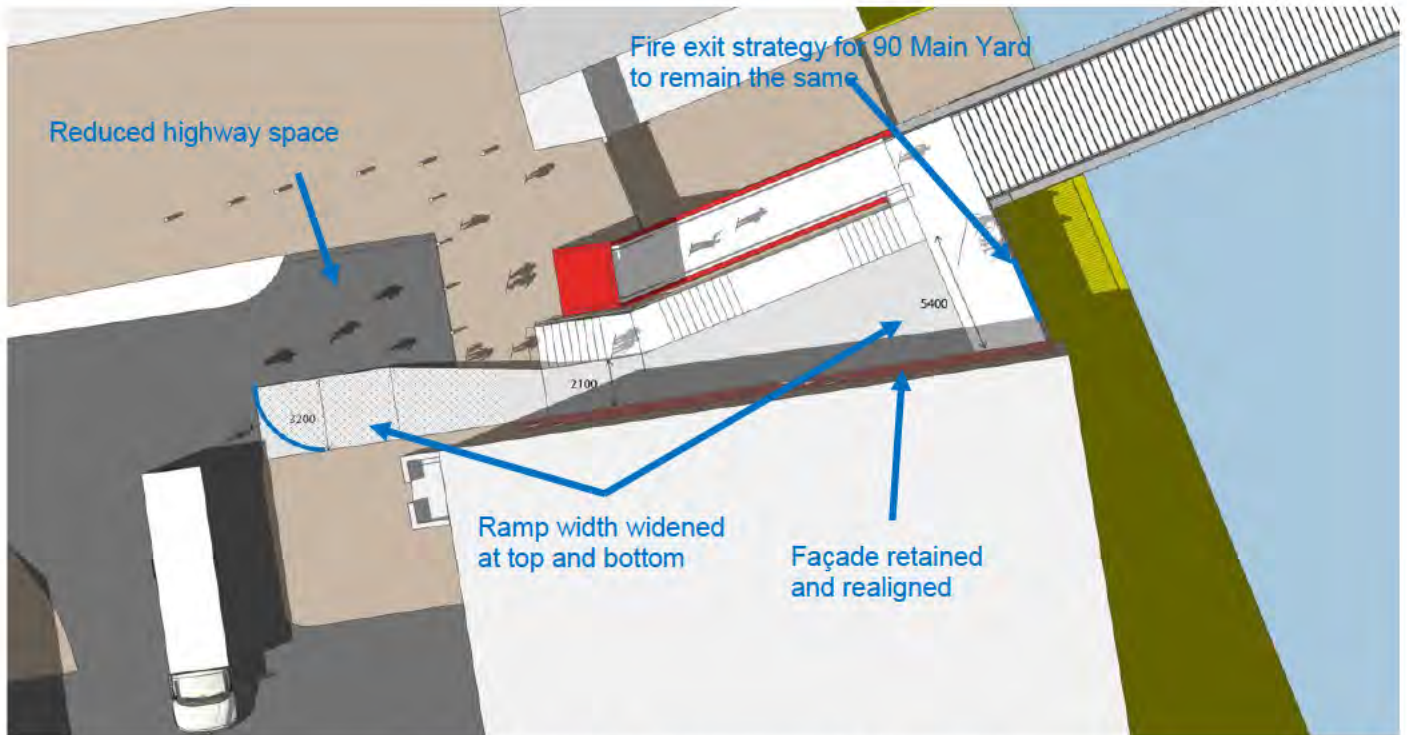 Fire exit strategy for 90 Main Yard
to remain the same
Reduced highway space
5400
2100
3200
Ramp width widened
at top and bottom
Façade retained
and realigned